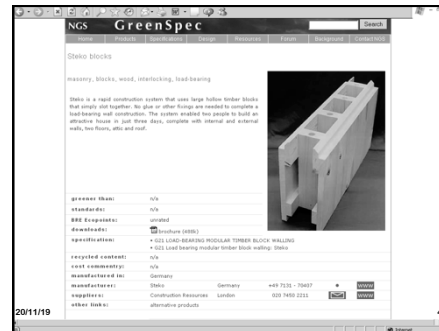 NGS GreenSpec Search
Home Products Specifications Design Resources Forum Background Contact NGS
Steko blocks
masonry, blocks, wood, interlocking, load-bearing
Steko is a rapid construction system that uses large hollow timber blocks
that simply slot together. No glue or other fixings are needed to complete a
load-bearing wall construction. The system enabled two people to build an
attractive house in just three days, complete with internal and external
walls, two floors, attic and roof.
greener than: n/a
standards: n/a
BRE Ecopoints: unrated
downloads: brochure (488k)
specification: • G21 LOAD-BEARING MODULAR TIMBER BLOCK WALLING
• G21 Load bearing modular timber block walling: Steko
recycled content: n/a
cost commentry: n/a
manufactured in: Germany
manufacturer: Steko Germany +49 7131 - 70407 WWW
suppliers: Construction Resources London 020 7450 2211 WWW
other links: alternative products
20/11/19
Internet